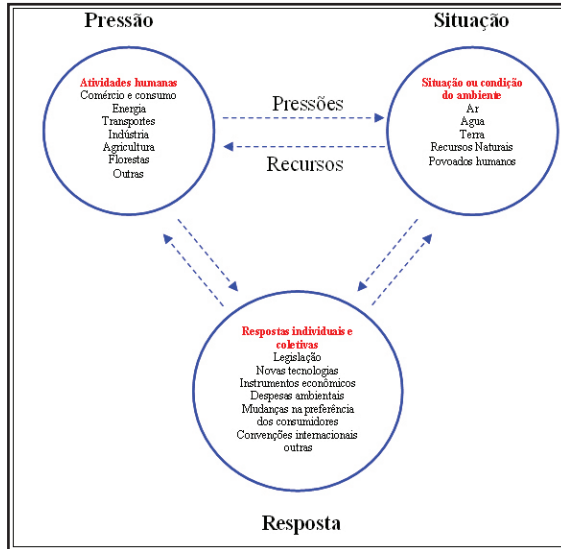 Pressão
Situação
Atividades humanas
Comércio e consumo
Energia
Transportes
Indústria
Agricultura
Florestas
Outras
Pressões
Recursos
Situação ou condição
do ambiente
Ar
Água
Terra
Recursos Naturais
Povoados humanos
Respostas individuais e
coletivas
Legislação
Novas tecnologias
Instrumentos econômicos
Despesas ambientais
Mudanças na preferência
dos consumidores
Convenções internacionais
outras
Resposta